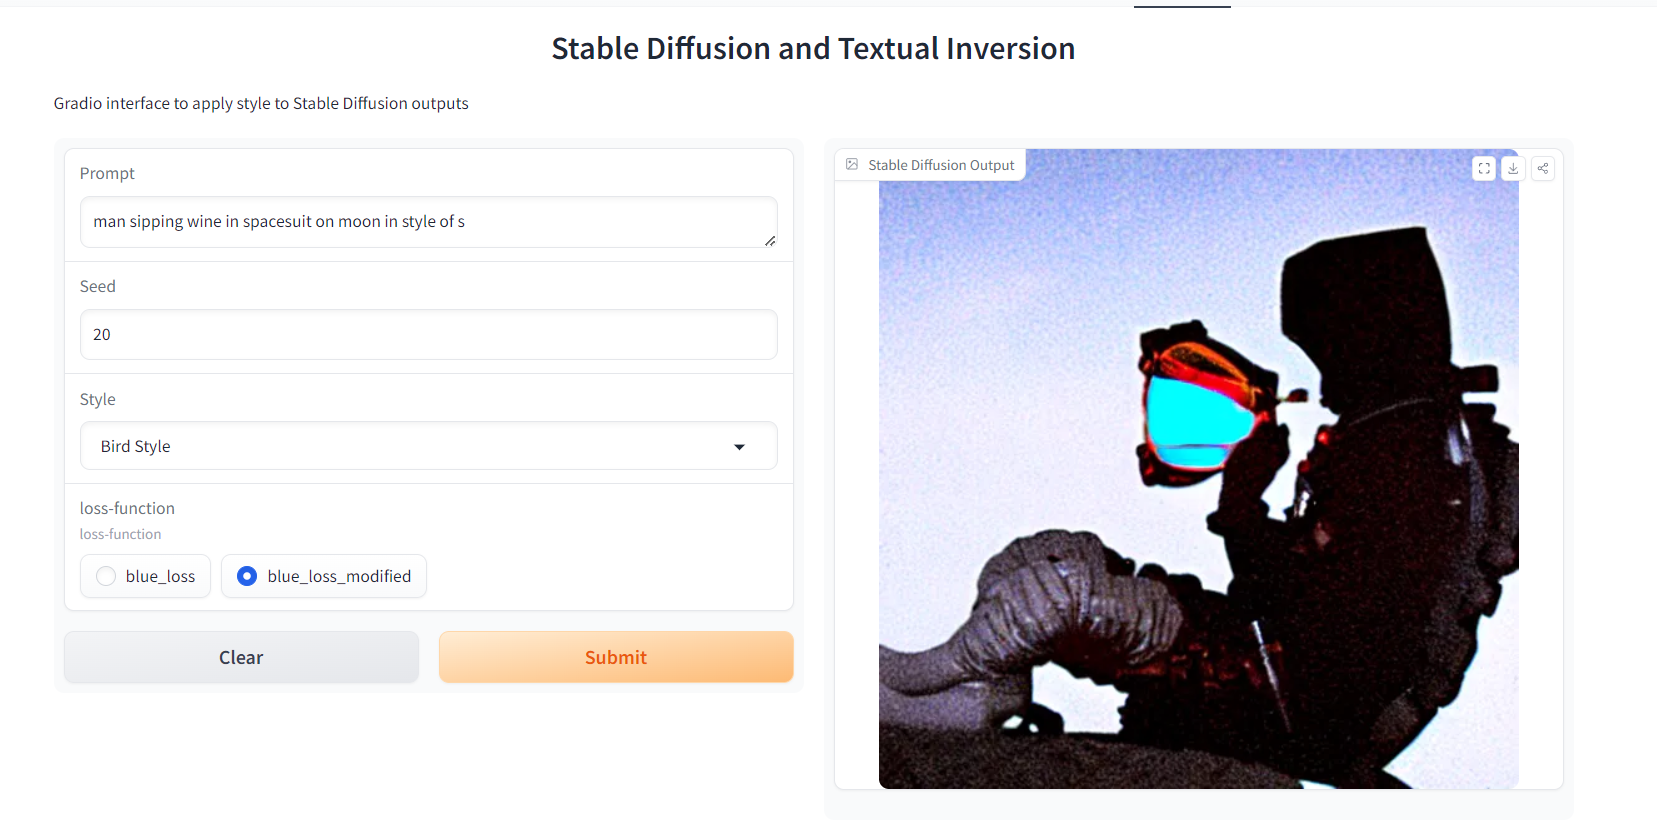 Stable Diffusion and Textual Inversion
Gradio interface to apply style to Stable Diffusion outputs
Prompt
man sipping wine in spacesuit on moon in style of s
Seed
20
Style
Bird Style
loss-function
loss-function
blue_loss
blue_loss_modified
Clear
Submit
Stable Diffusion Output